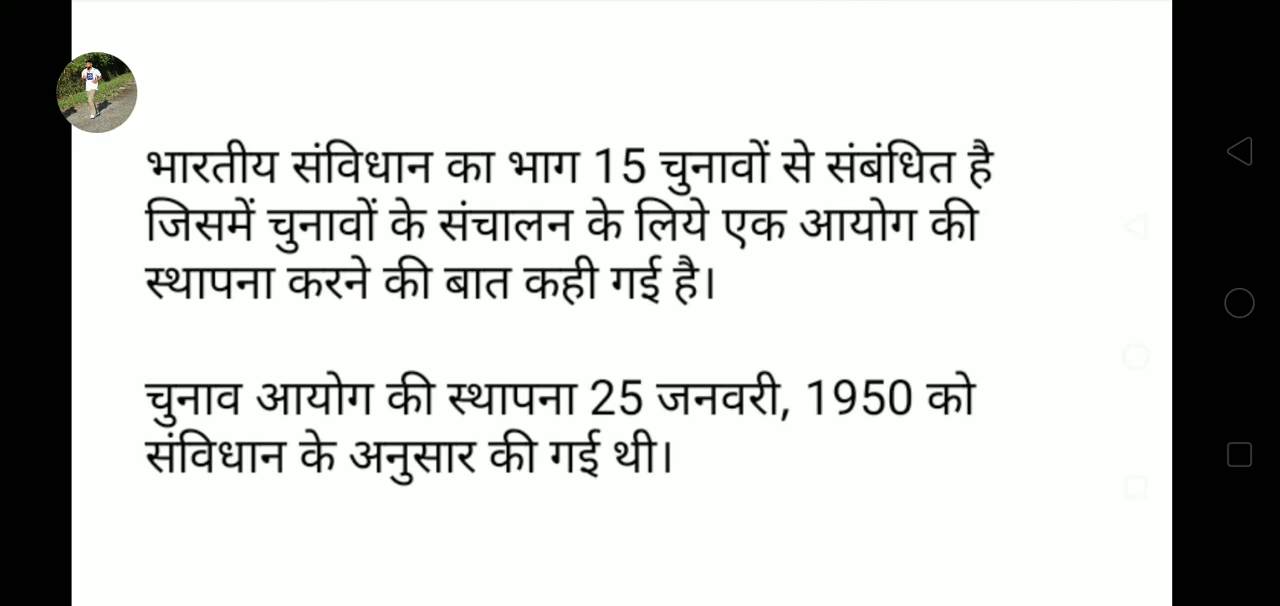 भारतीय संविधान का भाग 15 चुनावों से संबंधित है
जिसमें चुनावों के संचालन के लिये एक आयोग की
स्थापना करने की बात कही गई है।
चुनाव आयोग की स्थापना 25 जनवरी, 1950 को
संविधान के अनुसार की गई थी।